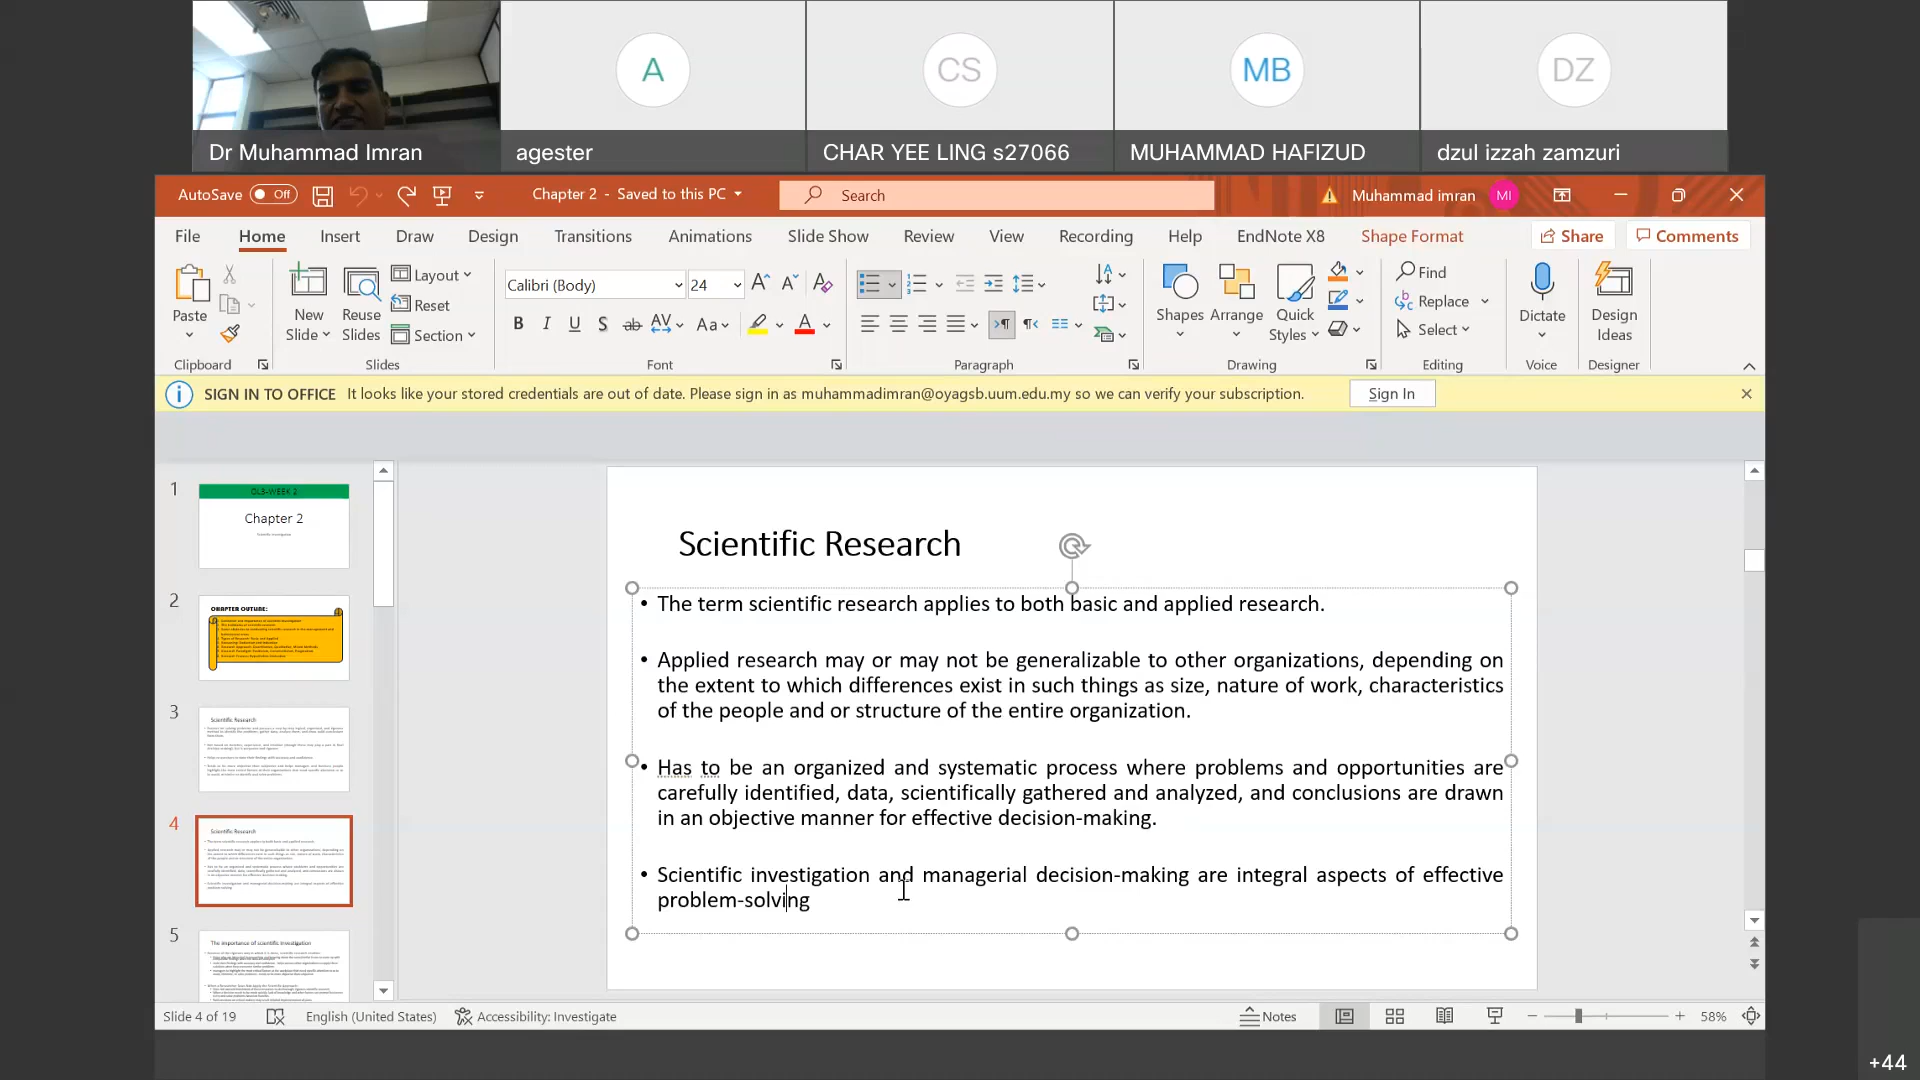 A
CS
MB
DZ
Dr Muhammad Imran
agester
CHAR YEE LING s27066
MUHAMMAD HAFIZUD
dzul izzah zamzuri
AutoSave Off
Chapter 2 - Saved to this PC
Search
Muhammad imran
MI
File Home Insert Draw Design Transitions Animations Slide Show Review View Recording Help EndNote X8 Shape Format Share Comments
Paste
Clipboard
New
Slide
Reuse
Slides
Layout
Reset
Section
Slides
Calibri (Body) 24
Font
Paragraph
Shapes
Arrange
Quick
Styles
Drawing
Find
Replace
Select
Editing
Dictate
Voice
Design
Ideas
Designer
SIGN IN TO OFFICE It looks like your stored credentials are out of date. Please sign in as muhammadimran@oyagsb.uum.edu.my so we can verify your subscription. Sign In
1
Chapter 2
2
CHAPTER OUTLINE:
3
Scientific Research
4
Scientific Research
5
The importance of scientific investigation
Scientific Research
• The term scientific research applies to both basic and applied research.
• Applied research may or may not be generalizable to other organizations, depending on
the extent to which differences exist in such things as size, nature of work, characteristics
of the people and or structure of the entire organization.
• Has to be an organized and systematic process where problems and opportunities are
carefully identified, data, scientifically gathered and analyzed, and conclusions are drawn
in an objective manner for effective decision-making.
• Scientific investigation and managerial decision-making are integral aspects of effective
problem-solving
Slide 4 of 19 English (United States) Accessibility: Investigate Notes 58%
+44